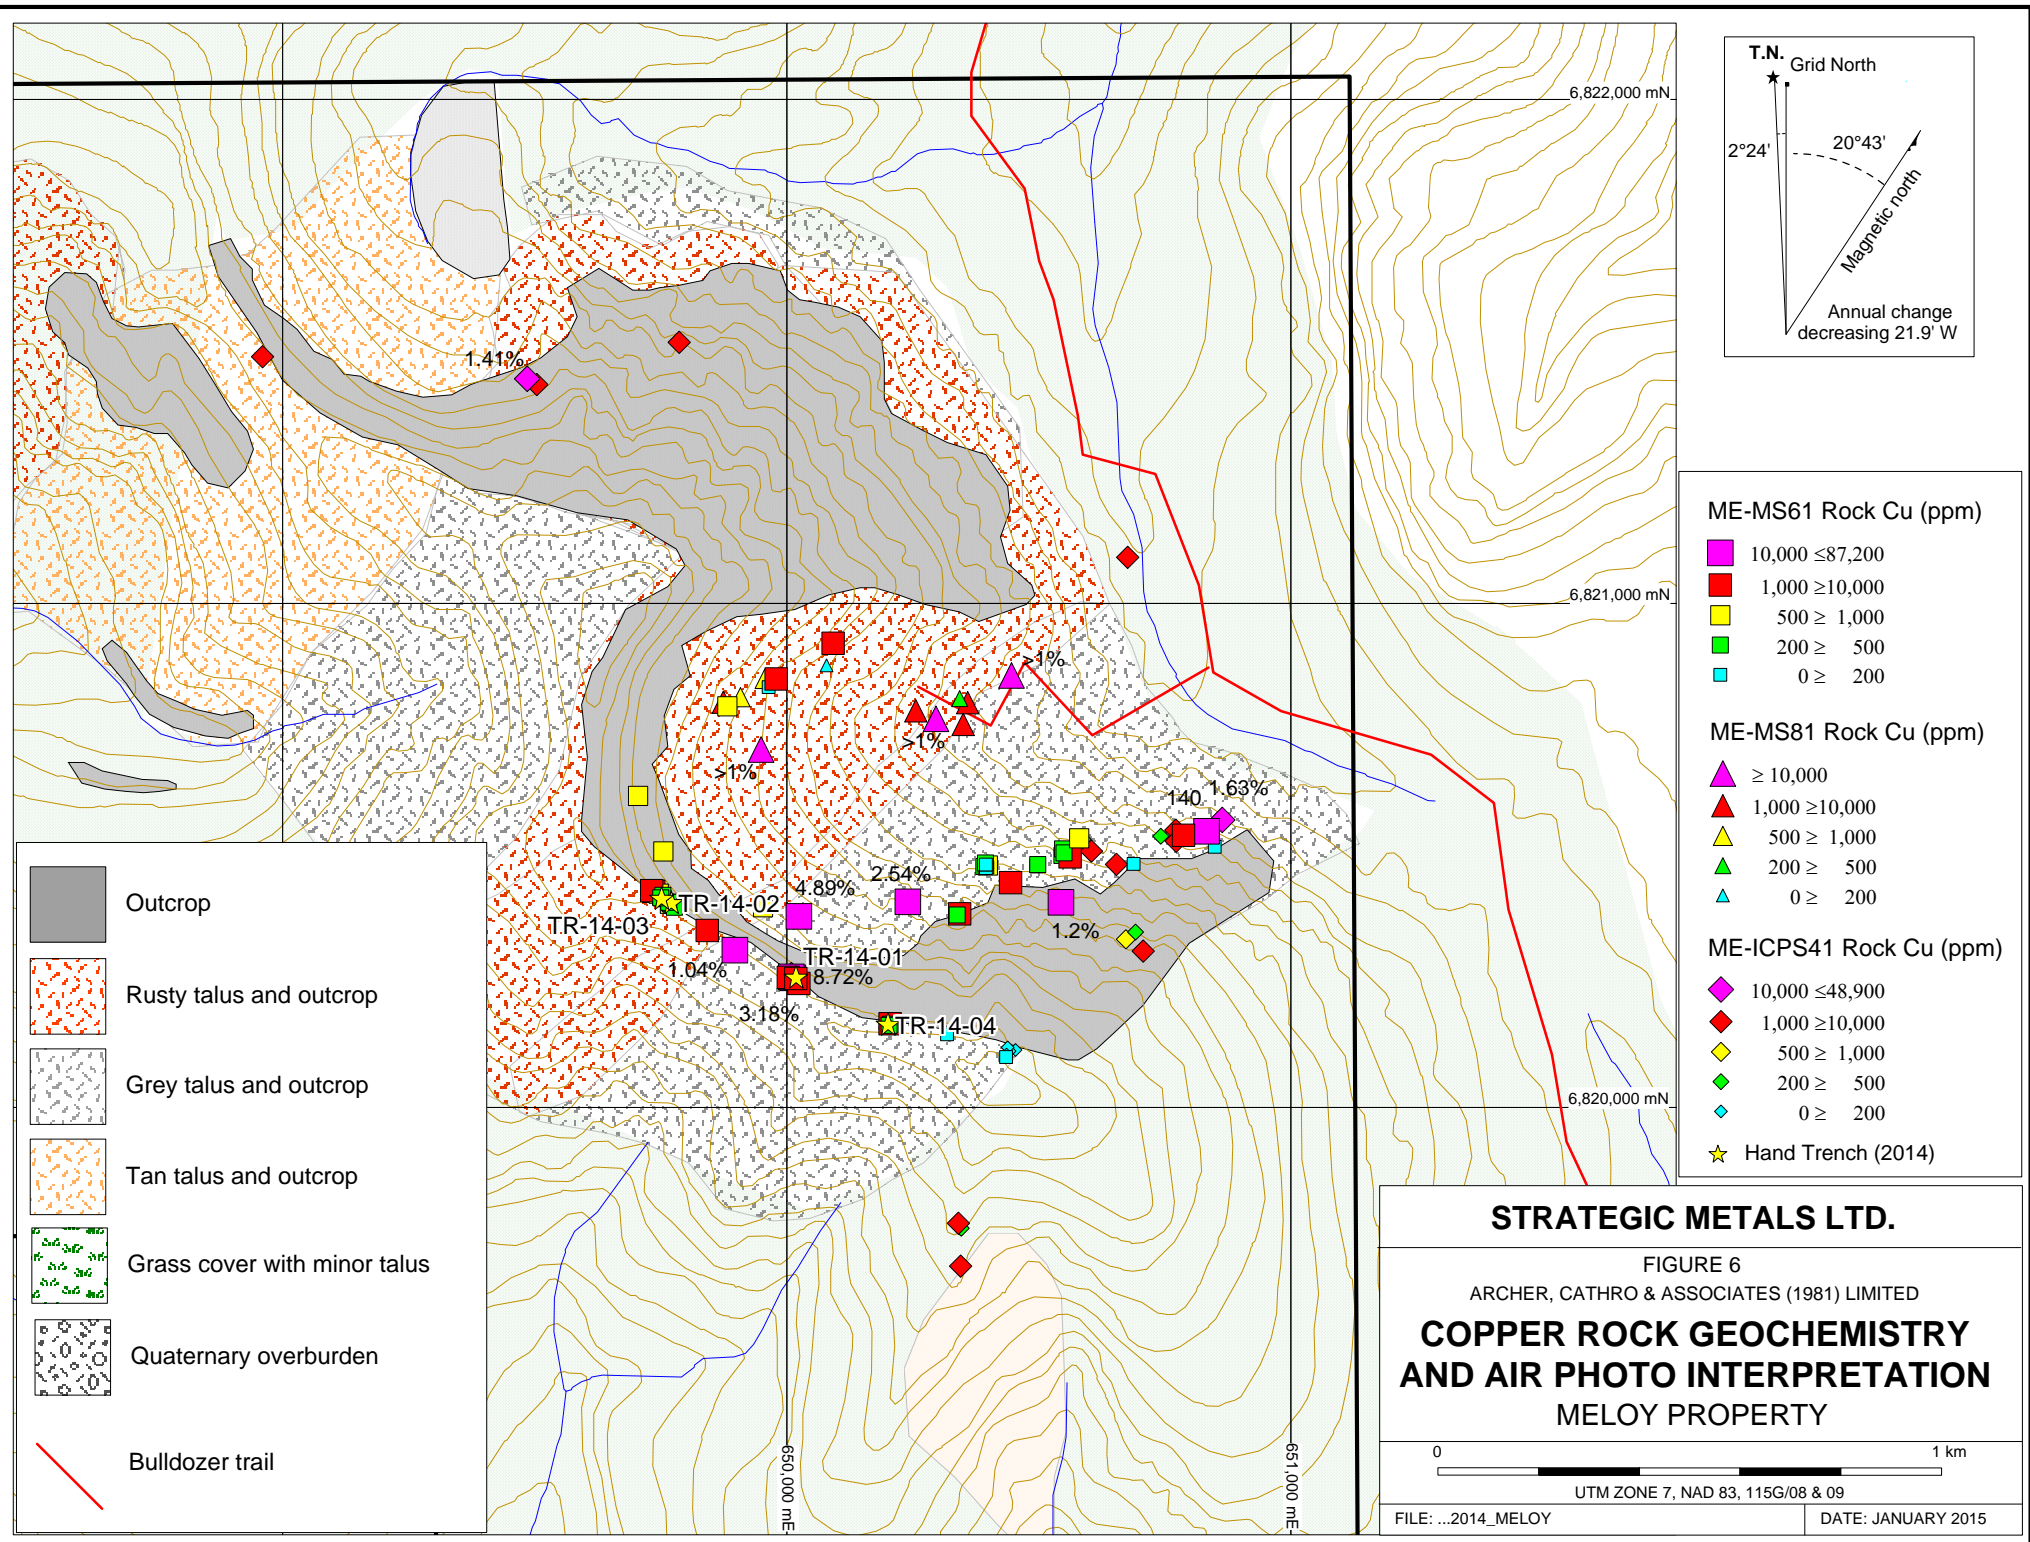 T.N.
Grid North
2°24'
20°43'
Magnetic north
Annual change
decreasing 21.9' W
6,822,000 mN
6,821,000 mN
6,820,000 mN
650,000 mE
651,000 mE
1.41%
>1%
>1%
>1%
1.63%
140
2.54%
4.89%
1.2%
TR-14-02
TR-14-03
TR-14-01
8.72%
1.04%
3.18%
TR-14-04
ME-MS61 Rock Cu (ppm)
10,000 ≤87,200
1,000 ≥10,000
500 ≥ 1,000
200 ≥ 500
0 ≥ 200
ME-MS81 Rock Cu (ppm)
≥ 10,000
1,000 ≥10,000
500 ≥ 1,000
200 ≥ 500
0 ≥ 200
ME-ICPS41 Rock Cu (ppm)
10,000 ≤48,900
1,000 ≥10,000
500 ≥ 1,000
200 ≥ 500
0 ≥ 200
Hand Trench (2014)
Outcrop
Rusty talus and outcrop
Grey talus and outcrop
Tan talus and outcrop
Grass cover with minor talus
Quaternary overburden
Bulldozer trail
STRATEGIC METALS LTD.
FIGURE 6
ARCHER, CATHRO & ASSOCIATES (1981) LIMITED
COPPER ROCK GEOCHEMISTRY
AND AIR PHOTO INTERPRETATION
MELOY PROPERTY
0 1 km
UTM ZONE 7, NAD 83, 115G/08 & 09
FILE: ...2014_MELOY
DATE: JANUARY 2015